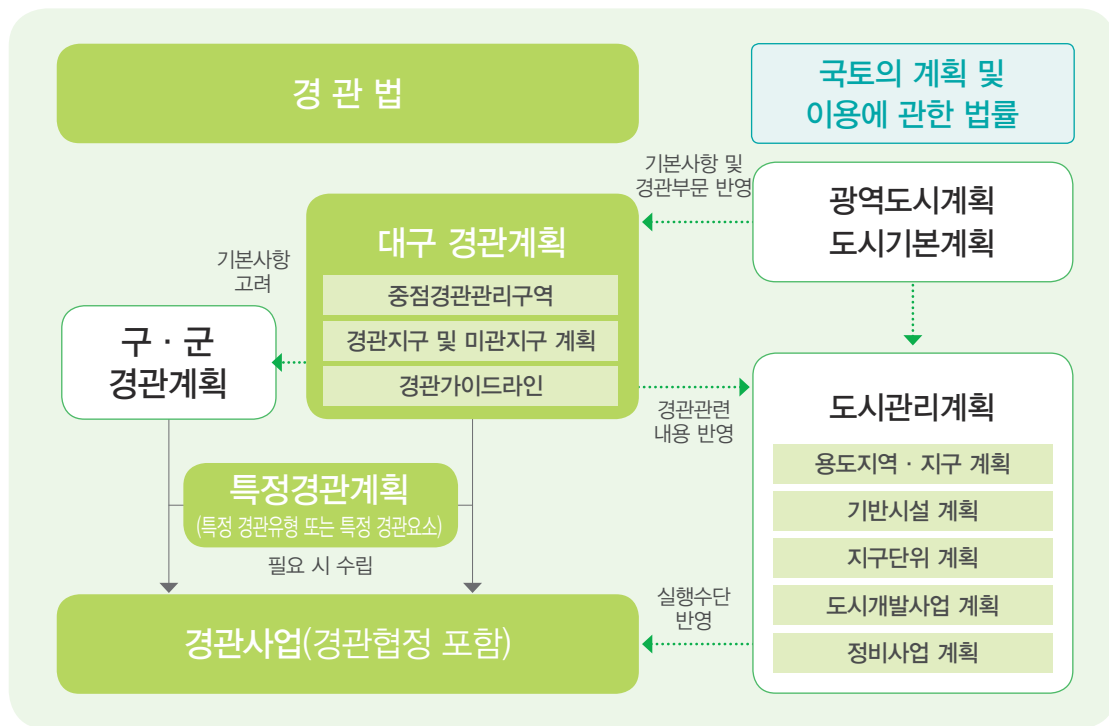 경 관 법
국토의 계획 및
이용에 관한 법률
기본사항 및
경관부문 반영
광역도시계획
도시기본계획
대구 경관계획
중점경관관리구역
경관지구 및 미관지구 계획
경관가이드라인
기본사항
고려
구 · 군
경관계획
경관관련
내용 반영
도시관리계획
용도지역 · 지구 계획
기반시설 계획
지구단위 계획
도시개발사업 계획
정비사업 계획
특정경관계획
(특정 경관유형 또는 특정 경관요소)
필요 시 수립
실행수단
반영
경관사업(경관협정 포함)